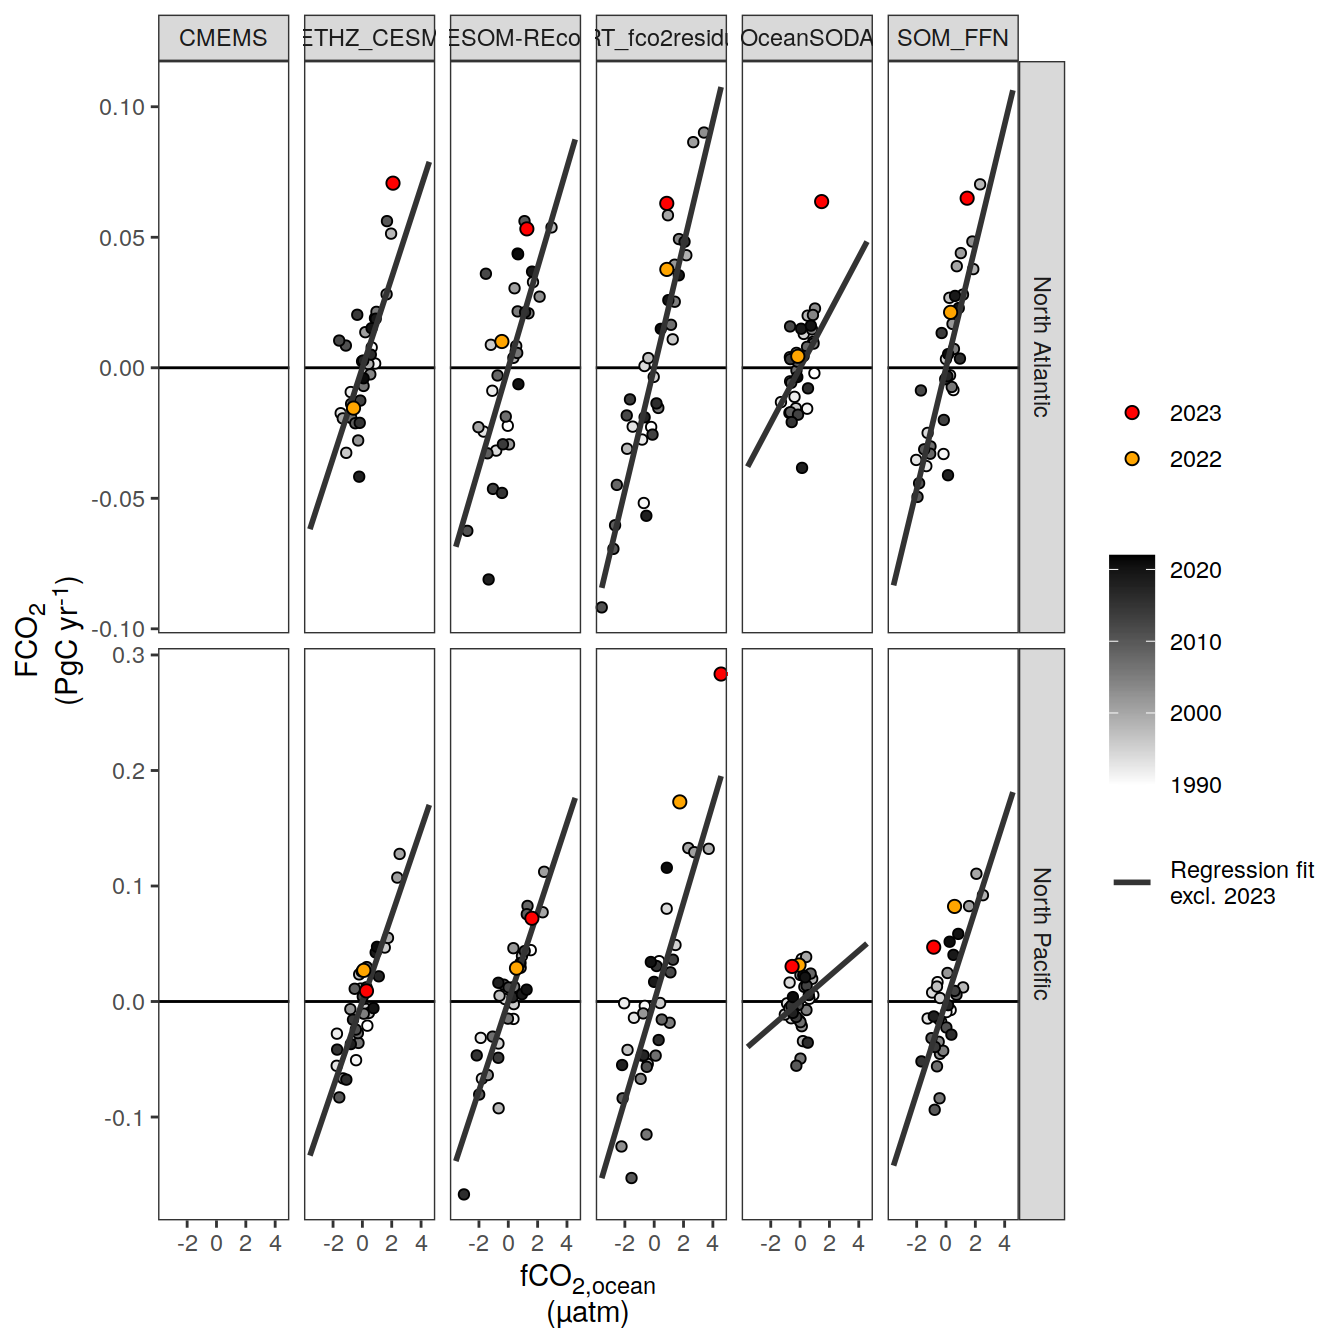 CMEMS
ETHZ_CESM
ESOM-REco
RT_fco2residu
OceanSODA
SOM_FFN
0.10
0.05
0.00
-0.05
-0.10
North Atlantic
0.3
0.2
0.1
0.0
-0.1
North Pacific
FCO2
(PgC yr-1)
-2 0 2 4
-2 0 2 4
-2 0 2 4
-2 0 2 4
-2 0 2 4
-2 0 2 4
fCO2,ocean
(µatm)
2023
2022
2020
2010
2000
1990
Regression fit
excl. 2023